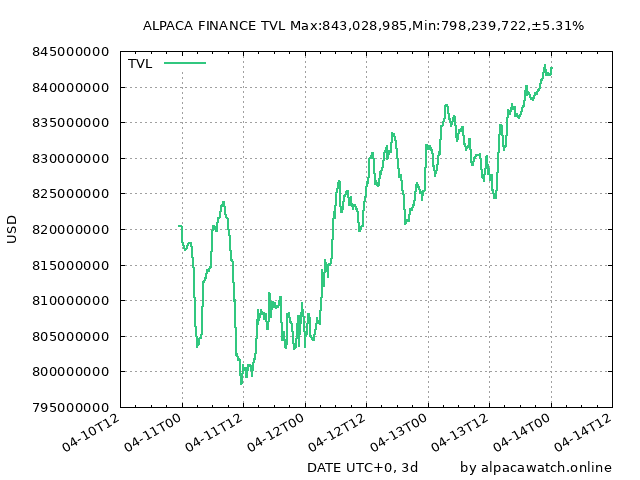 ALPACA FINANCE TVL Max:843,028,985,Min:798,239,722,±5.31%
845000000
TVL
840000000
835000000
830000000
825000000
820000000
USD
815000000
810000000
805000000
800000000
795000000
04-10T12
04-11T00
04-11T12
04-12T00
04-12T12
04-13T00
04-13T12
04-14T00
04-14T12
DATE UTC+0, 3d
by alpacawatch.online